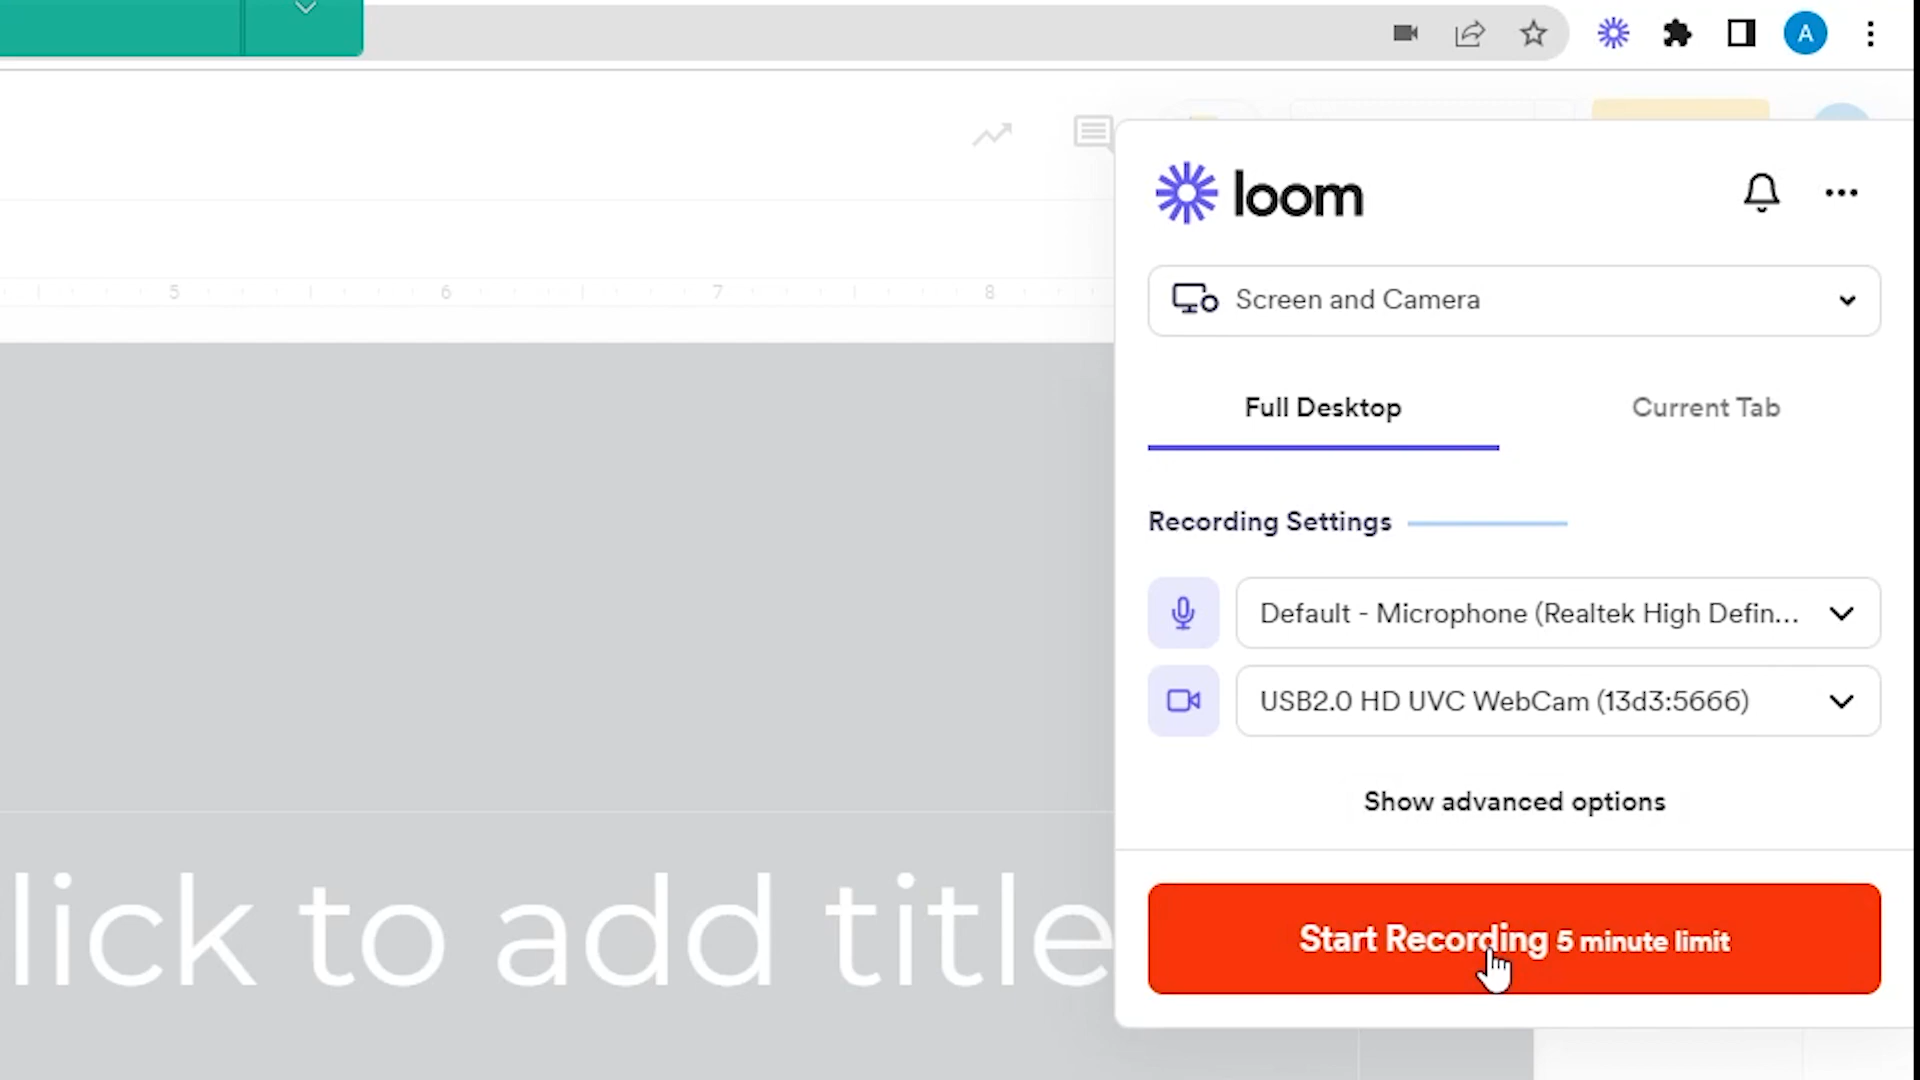 A
loom
5 6 7 8
Screen and Camera
Full Desktop Current Tab
Recording Settings
Default - Microphone (Realtek High Defin...
USB2.0 HD UVC WebCam (13d3:5666)
Show advanced options
lick to add title
Start Recording 5 minute limit